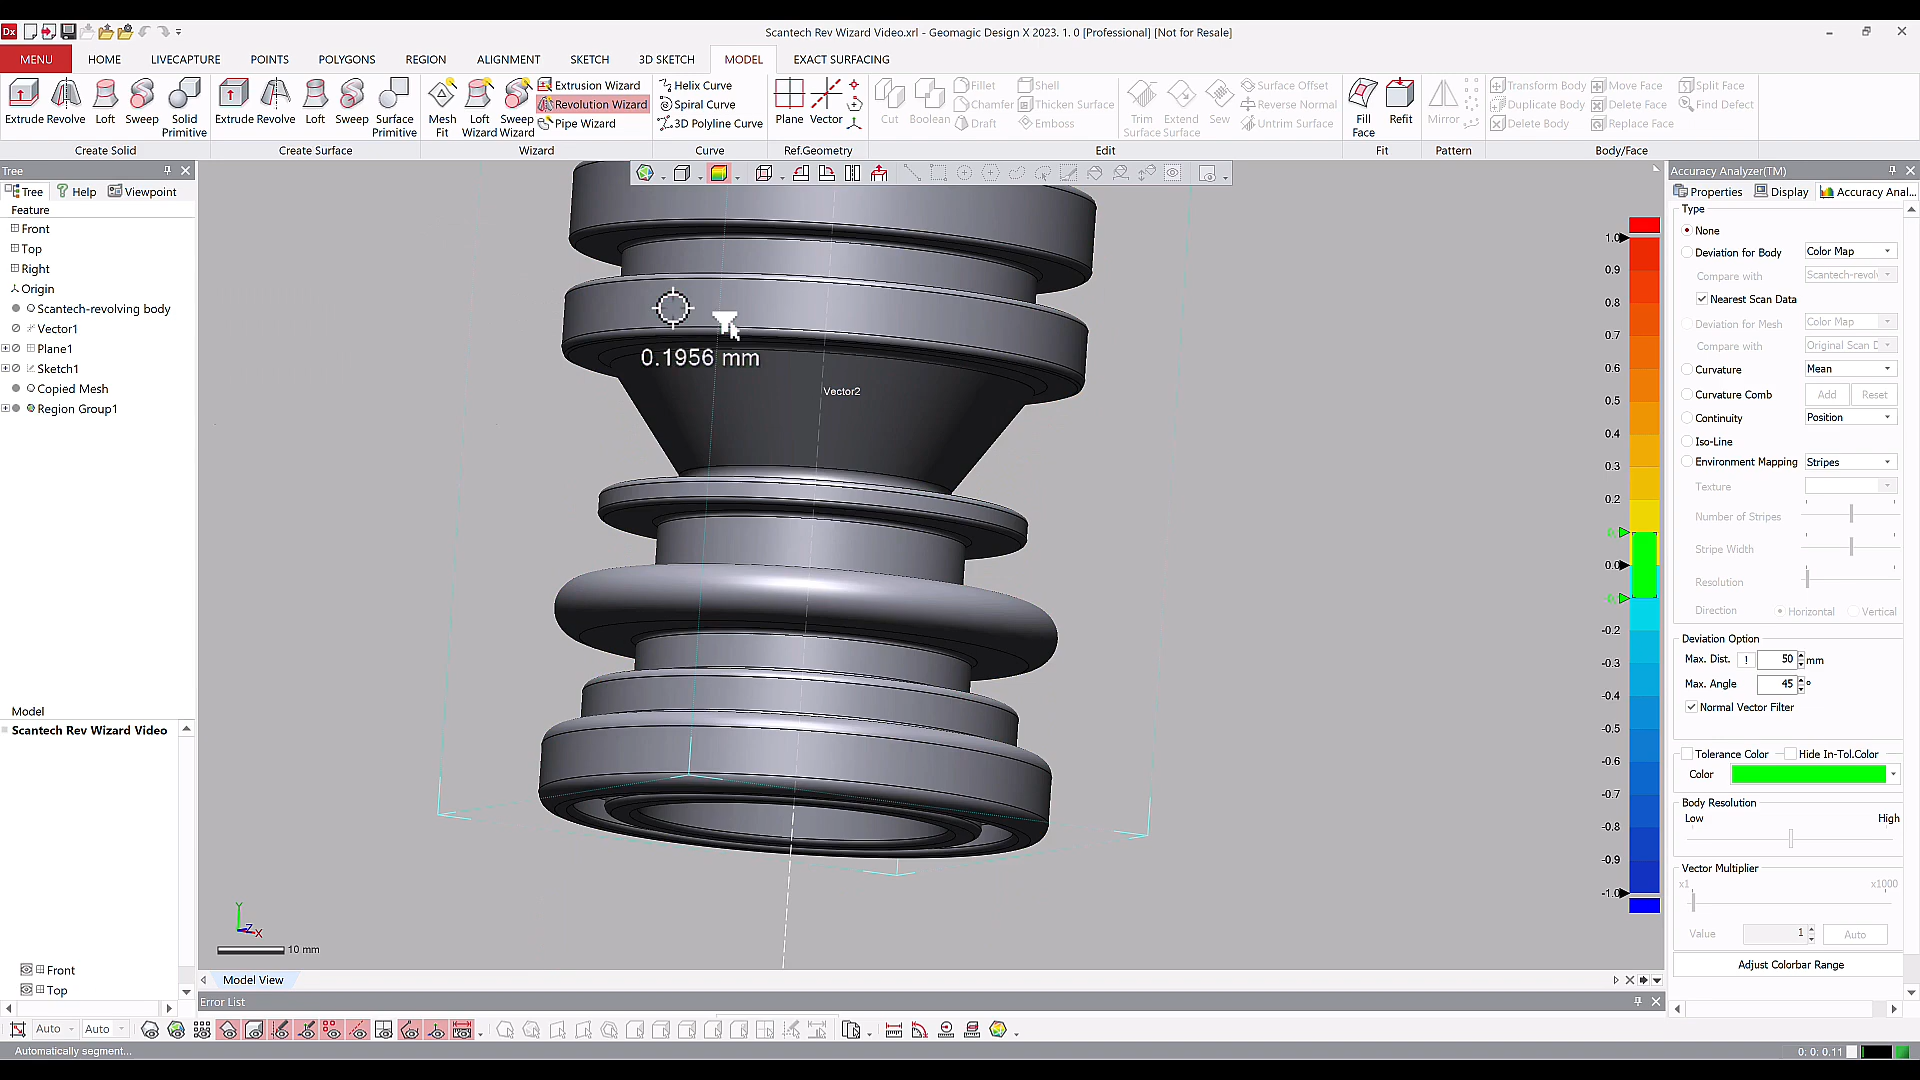 Scantech Rev Wizard Video.xrl - Geomagic Design X 2023. 1. 0 [Professional] [Not for Resale]
MENU HOME LIVECAPTURE POINTS POLYGONS REGION ALIGNMENT SKETCH 3D SKETCH MODEL EXACT SURFACING
Extrude Revolve Loft Sweep Solid Primitive
Create Solid
Extrude Revolve Loft Sweep Surface Primitive
Create Surface
Mesh Fit Loft Wizard Sweep Wizard
Extrusion Wizard
Revolution Wizard
Pipe Wizard
Wizard
Helix Curve
Spiral Curve
3D Polyline Curve
Curve
Plane Vector
Ref.Geometry
Cut Boolean
Fillet
Chamfer
Draft
Shell
Thicken Surface
Emboss
Trim Surface Extend Surface Sew
Surface Offset
Reverse Normal
Untrim Surface
Edit
Fill Face Refit
Fit
Mirror
Pattern
Transform Body
Duplicate Body
Delete Body
Move Face
Delete Face
Replace Face
Split Face
Find Defect
Body/Face
Tree
Tree Help Viewpoint
Feature
Front
Top
Right
Origin
Scantech-revolving body
Vector1
Plane1
Sketch1
Copied Mesh
Region Group1
Model
Scantech Rev Wizard Video
Front
Top
0.1956 mm
Vector2
Y
Z
X
10 mm
1.0
0.9
0.8
0.7
0.6
0.5
0.4
0.3
0.2
0.0
-0.2
-0.3
-0.4
-0.5
-0.6
-0.7
-0.8
-0.9
-1.0
Accuracy Analyzer(TM)
Properties Display Accuracy Anal...
Type
None
Deviation for Body Color Map
Compare with Scantech-revol
Nearest Scan Data
Deviation for Mesh Color Map
Compare with Original Scan D
Curvature Mean
Curvature Comb Add Reset
Continuity Position
Iso-Line
Environment Mapping Stripes
Texture
Number of Stripes
Stripe Width
Resolution
Direction Horizontal Vertical
Deviation Option
Max. Dist. ! 50 mm
Max. Angle 45 °
Normal Vector Filter
Tolerance Color Hide In-Tol.Color
Color
Body Resolution
Low High
Vector Multiplier
x1 x1000
Value 1 Auto
Adjust Colorbar Range
Model View
Error List
Auto Auto
Automatically segment...
0: 0: 0.11